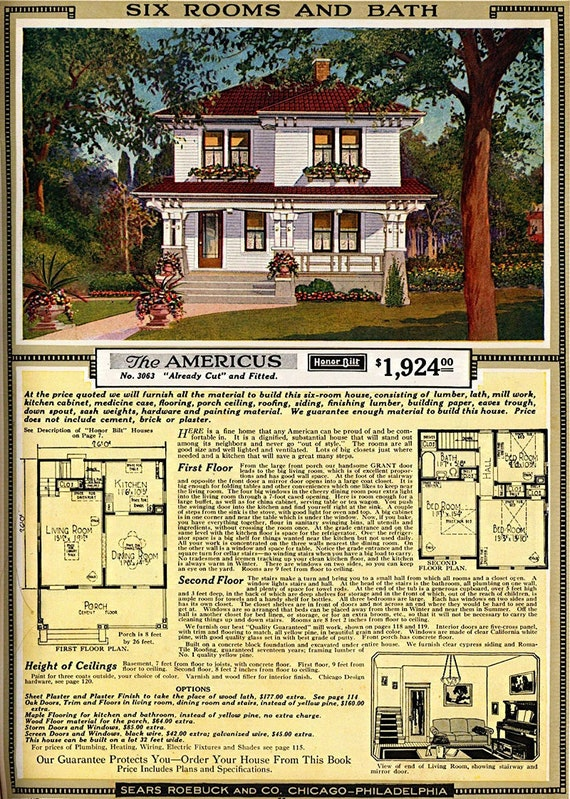 SIX ROOMS AND BATH
The AMERICUS
No. 3063 "Already Cut" and Fitted.
Honor Bilt
$1,924.00
At the price quoted we will furnish all the material to build this six-room house, consisting of lumber, lath, mill work,
kitchen cabinet, medicine case, flooring, porch ceiling, roofing, siding, finishing lumber, building paper, eaves trough,
down spout, sash weights, hardware and painting material. We guarantee enough material to build this house. Price
does not include cement, brick or plaster.
See Description of "Honor Bilt" Houses
on Page 7.
LIVING ROOM
KITCHEN
DINING ROOM
PORCH
Porch is 8 feet
by 26 feet.
FIRST FLOOR PLAN.
HERE is a fine home that any American can be proud of and be com-
fortable in. It is a dignified, substantial house that will stand out
among its neighbors and never go "out of style." The rooms are all
good size and well lighted and ventilated. Lots of big closets just where
needed and a kitchen that will save a great many steps.
First Floor From the large front porch our handsome GRANT door
leads to the big living room, which is of excellent propor-
tions and has good wall spaces. At the foot of the stairway
and opposite the front door a mirror door opens into a large coat closet. It is
big enough for folding tables and other conveniences which one likes to keep near
the living room. The four big windows in the cheery dining room pour extra light
into the living room through a 7-foot cased opening. Here is room enough for a
large buffet, as well as for china cabinet, serving table or tea wagon. You push
the swinging door into the kitchen and find yourself right at the sink. A couple
of steps from the sink is the stove, with good light for oven and top. A big cabinet
is in one corner and near the table which is under the window. Now, if you bake
you have everything together, flour in sanitary swinging bins, all utensils and
ingredients, without crossing the room once. At the grade entrance and on the
same level with the kitchen floor is space for the refrigerator. Over the refriger-
ator space is a big shelf for things wanted near the kitchen but not used daily.
All your work is concentrated on the three walls nearest the dining room; on
the other wall is a window and space for table. Notice the grade entrance and the
square turn for cellar stairs—no winding stairs when you have a big load to carry.
No tradesmen and iceman tracking up your clean kitchen floor, and the kitchen
is always warm in Winter. There are windows on two sides, so you can keep
an eye on the yard. Rooms are 9 feet from floor to ceiling.
BATH
BED ROOM
HALL
CLOS
BED ROOM
BED ROOM
SECOND
FLOOR PLAN.
Second Floor The stairs make a turn and bring you to a small hall from which all rooms and a closet open. A
window lights stairs and hall. At the head of the stairs is the bathroom, all plumbing on one wall,
and plenty of space for towel rods. At the end of the tub is a generous cupboard, over 5 feet high
and 3 feet deep, in the back of which are deep shelves for storage and in the front of which, out of the reach of children, is
ample room for towels and a handy shelf for bottles. All three bedrooms are large. Each has windows on two sides and
has its own closet. The closet shelves are in front of doors and not across an end where they would be hard to see and
get at. Windows are so arranged that beds can be placed away from them in Winter and near them in Summer. Off the
hall is another closet for bed linen, or storage, or for an extra broom, etc., so that it will not be necessary to carry
cleaning things up and down stairs. Rooms are 8 feet 2 inches from floor to ceiling.
We furnish our best "Quality Guaranteed" mill work, shown on pages 118 and 119. Interior doors are five-cross panel,
with trim and flooring to match, all yellow pine, in beautiful grain and color. Windows are made of clear California white
pine, with good quality glass set in with best grade of putty. Front porch has concrete floor.
Built on a concrete block foundation and excavated under entire house. We furnish clear cypress siding and Roma-
Tile Roofing, guaranteed seventeen years; framing lumber of
No. 1 quality yellow pine.
Height of Ceilings Basement, 7 feet from floor to joists, with concrete floor. First floor, 9 feet from
floor to ceiling. Second floor, 8 feet 2 inches from floor to ceiling.
Paint for three coats outside, your choice of color. Varnish and wood filler for interior finish. Chicago Design
hardware, see page 120.
OPTIONS
Sheet Plaster and Plaster Finish to take the place of wood lath, $177.00 extra. See page 114
Oak Doors, Trim and Floors in living room, dining room and stairs, instead of yellow pine, $160.00
extra.
Maple Flooring for kitchen and bathroom, instead of yellow pine, no extra charge.
Wood Floor material for the porch, $64.00 extra.
Storm Doors and Windows, $85.00 extra.
Screen Doors and Windows, black wire, $42.00 extra; galvanized wire, $45.00 extra.
This house can be built on a lot 32 feet wide.
For prices of Plumbing, Heating, Wiring, Electric Fixtures and Shades see page 115.
Our Guarantee Protects You—Order Your House From This Book
Price Includes Plans and Specifications.
View of end of Living Room, showing stairway and
mirror door.
SEARS ROEBUCK AND CO. CHICAGO—PHILADELPHIA